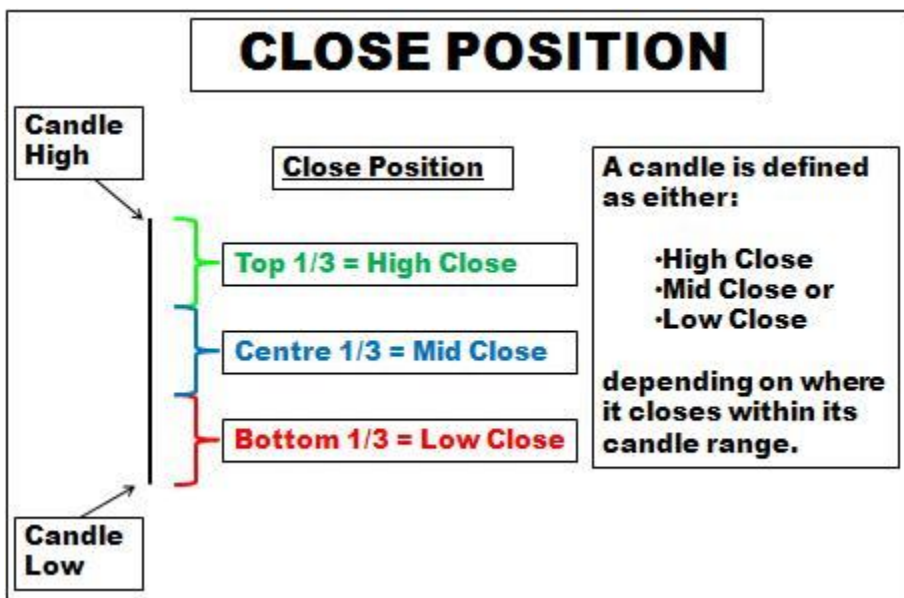 CLOSE POSITION
Candle
High
Close Position
Top 1/3 = High Close
Centre 1/3 = Mid Close
Bottom 1/3 = Low Close
Candle
Low
A candle is defined
as either:
•High Close
•Mid Close or
•Low Close
depending on where
it closes within its
candle range.